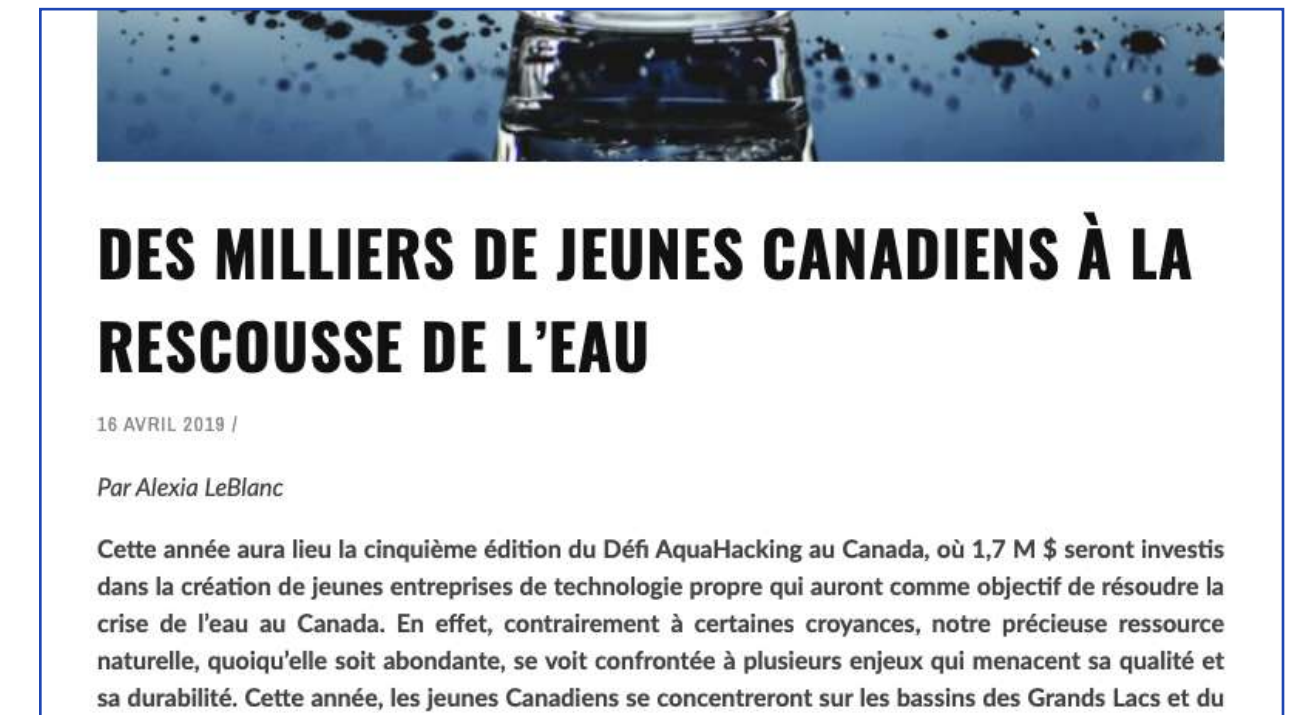 DES MILLIERS DE JEUNES CANADIENS À LA
RESCOUSSE DE L’EAU
16 AVRIL 2019 /
Par Alexia LeBlanc
Cette année aura lieu la cinquième édition du Défi AquaHacking au Canada, où 1,7 M $ seront investis
dans la création de jeunes entreprises de technologie propre qui auront comme objectif de résoudre la
crise de l’eau au Canada. En effet, contrairement à certaines croyances, notre précieuse ressource
naturelle, quoiqu’elle soit abondante, se voit confrontée à plusieurs enjeux qui menacent sa qualité et
sa durabilité. Cette année, les jeunes Canadiens se concentreront sur les bassins des Grands Lacs et du